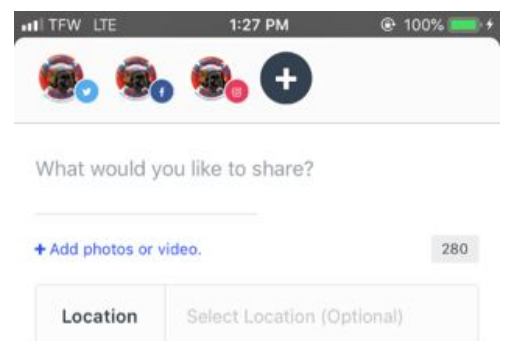 TFW LTE 1:27 PM 100%
What would you like to share?
+ Add photos or video. 280
Location Select Location (Optional)